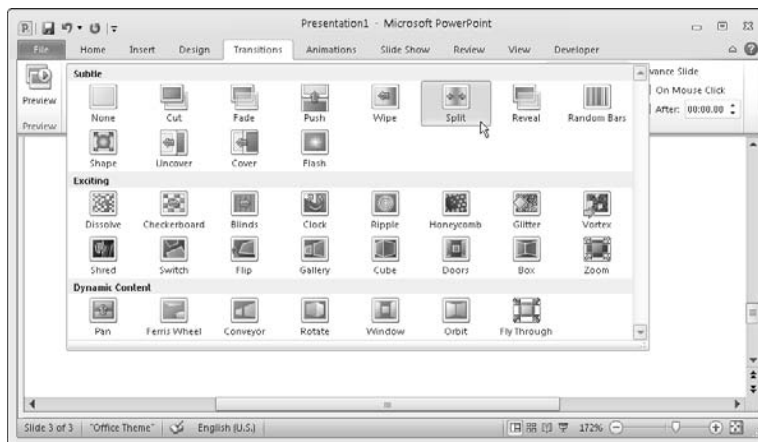 Presentation1 - Microsoft PowerPoint
File Home Insert Design Transitions Animations Slide Show Review View Developer
Subtle
vance Slide
Preview
On Mouse Click
After: 00:00.00
None Cut Fade Push Wipe Split Reveal Random Bars
Preview
Shape Uncover Cover Flash
Exciting
Dissolve Checkerboard Blinds Clock Ripple Honeycomb Glitter Vortex
Shred Switch Flip Gallery Cube Doors Box Zoom
Dynamic Content
Pan Ferris Wheel Conveyor Rotate Window Orbit Fly Through
Slide 3 of 3 "Office Theme" English (U.S.) 172%